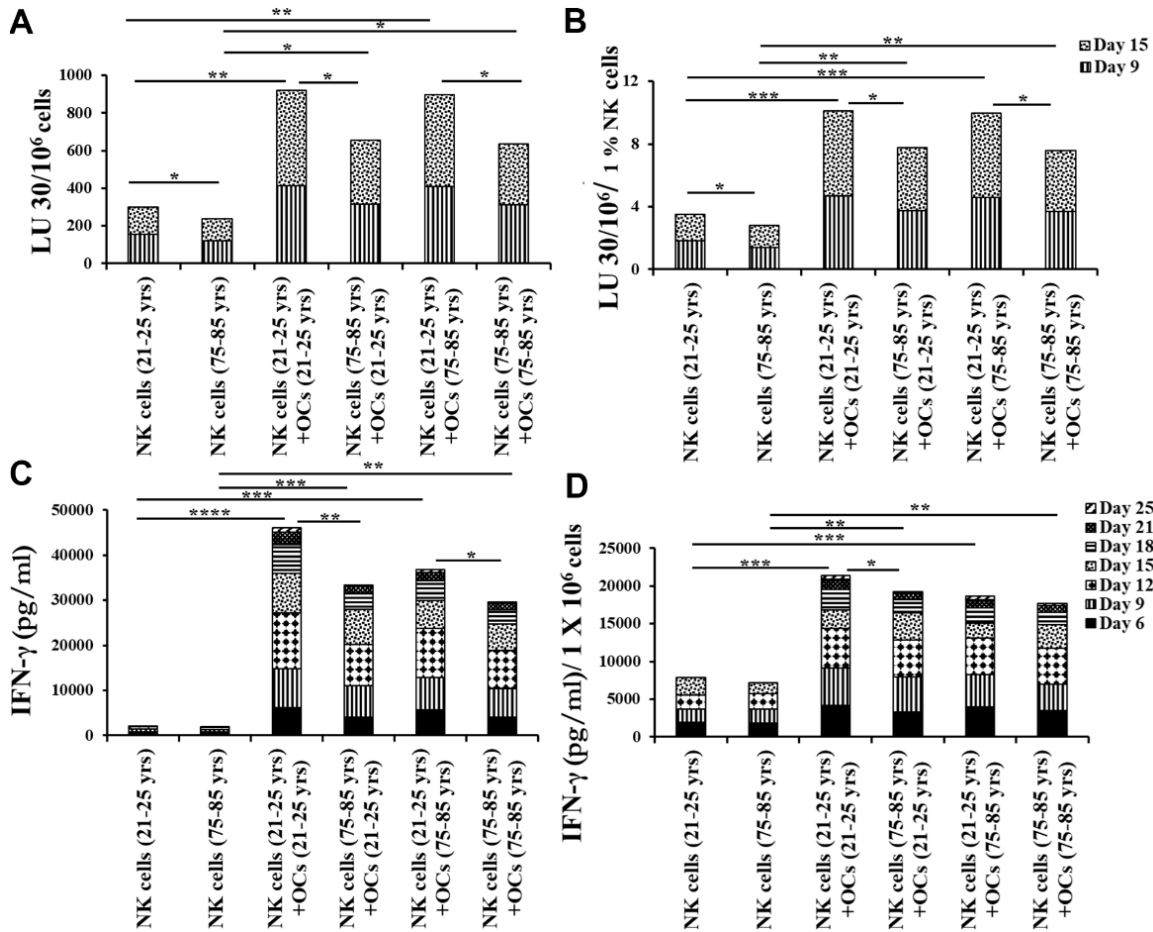 A
**
*
*
** *
*
*
1000
800
600
400
200
0
LU 30/10⁶ cells
NK cells (21-25 yrs)
NK cells (75-85 yrs)
NK cells (21-25 yrs)
+OCs (21-25 yrs)
NK cells (75-85 yrs)
+OCs (21-25 yrs)
NK cells (21-25 yrs)
+OCs (75-85 yrs)
NK cells (75-85 yrs)
+OCs (75-85 yrs)
B
**
**
***
*** *
*
*
Day 15
Day 9
12
8
4
0
LU 30/10⁶/ 1 % NK cells
NK cells (21-25 yrs)
NK cells (75-85 yrs)
NK cells (21-25 yrs)
+OCs (21-25 yrs)
NK cells (75-85 yrs)
+OCs (21-25 yrs)
NK cells (21-25 yrs)
+OCs (75-85 yrs)
NK cells (75-85 yrs)
+OCs (75-85 yrs)
C
**
***
***
**** **
*
50000
40000
30000
20000
10000
0
IFN-γ (pg/ml)
NK cells (21-25 yrs)
NK cells (75-85 yrs)
NK cells (21-25 yrs)
+OCs (21-25 yrs)
NK cells (75-85 yrs)
+OCs (21-25 yrs)
NK cells (21-25 yrs)
+OCs (75-85 yrs)
NK cells (75-85 yrs)
+OCs (75-85 yrs)
D
**
**
***
*** *
Day 25
Day 21
Day 18
Day 15
Day 12
Day 9
Day 6
25000
20000
15000
10000
5000
0
IFN-γ (pg/ml)/ 1 X 10⁶ cells
NK cells (21-25 yrs)
NK cells (75-85 yrs)
NK cells (21-25 yrs)
+OCs (21-25 yrs)
NK cells (75-85 yrs)
+OCs (21-25 yrs)
NK cells (21-25 yrs)
+OCs (75-85 yrs)
NK cells (75-85 yrs)
+OCs (75-85 yrs)